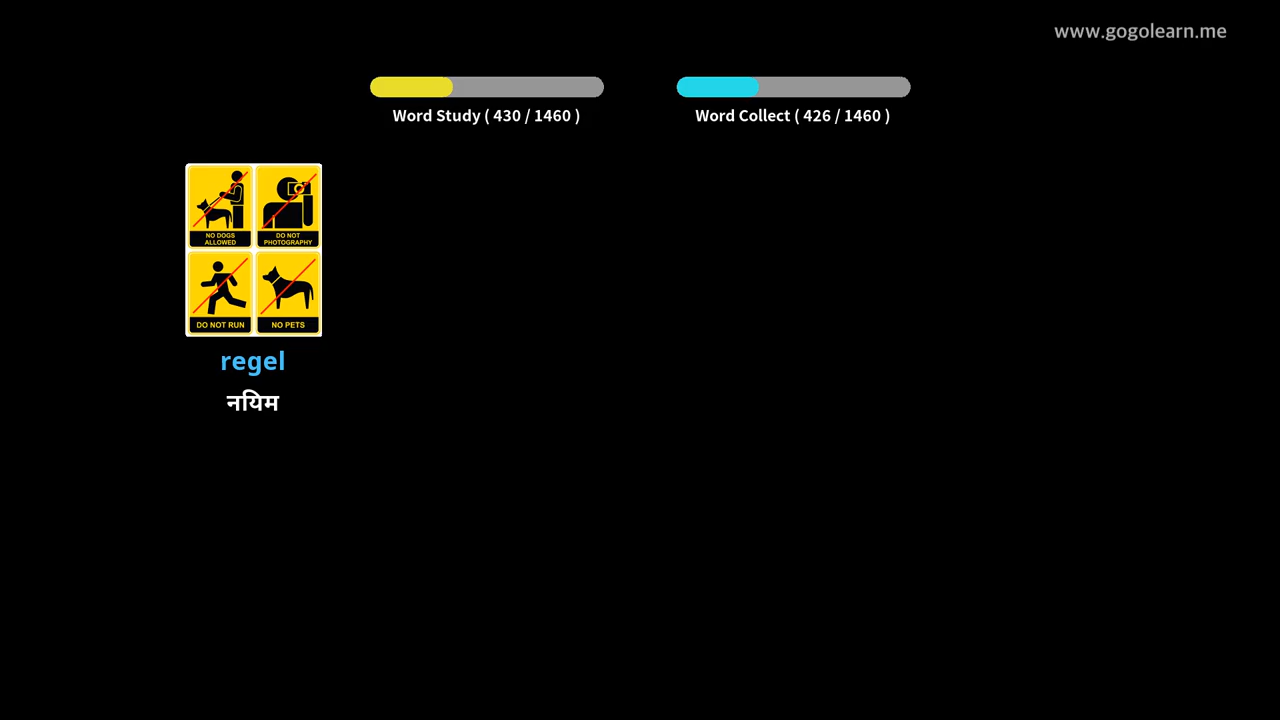 www.gogolearn.me
Word Study ( 430 / 1460 )
Word Collect ( 426 / 1460 )
NO DOGS
ALLOWED
DO NOT
PHOTOGRAPHY
DO NOT RUN
NO PETS
regel
नियम